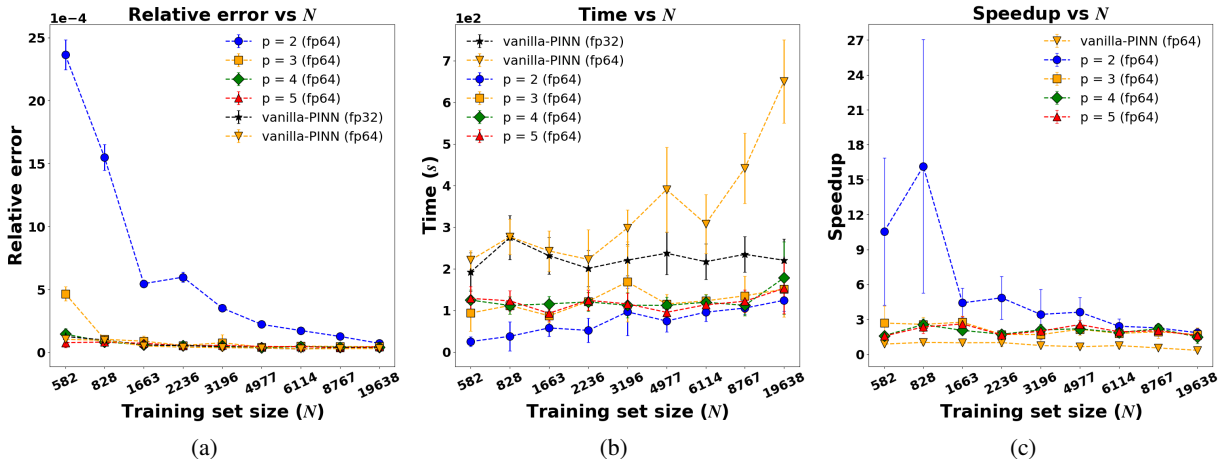 Relative error vs N
1e−4
25
20
15
10
5
0
Relative error
p = 2 (fp64)
p = 3 (fp64)
p = 4 (fp64)
p = 5 (fp64)
vanilla-PINN (fp32)
vanilla-PINN (fp64)
582
828
1663
2236
3196
4977
6114
8767
19638
Training set size (N)
(a)
Time vs N
1e2
7
6
5
4
3
2
1
0
Time (s)
vanilla-PINN (fp32)
vanilla-PINN (fp64)
p = 2 (fp64)
p = 3 (fp64)
p = 4 (fp64)
p = 5 (fp64)
582
828
1663
2236
3196
4977
6114
8767
19638
Training set size (N)
(b)
Speedup vs N
27
24
21
18
15
12
9
6
3
0
Speedup
vanilla-PINN (fp64)
p = 2 (fp64)
p = 3 (fp64)
p = 4 (fp64)
p = 5 (fp64)
582
828
1663
2236
3196
4977
6114
8767
19638
Training set size (N)
(c)